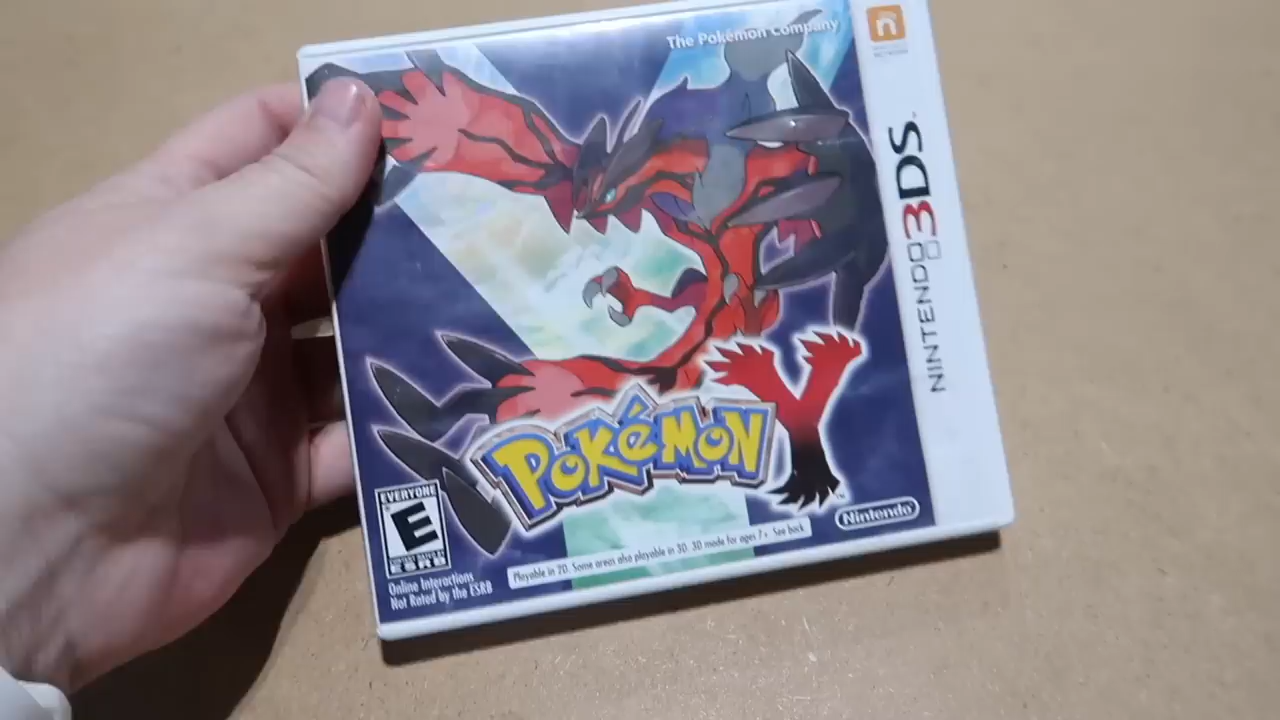 The Pokémon Company
n
NINTENDO 3DS
POKéMON Y
EVERYONE
E
ESRB
Online Interactions
Not Rated by the ESRB
Playable in 2D. Some areas also playable in 3D. 3D mode for ages 7+. See back
Nintendo